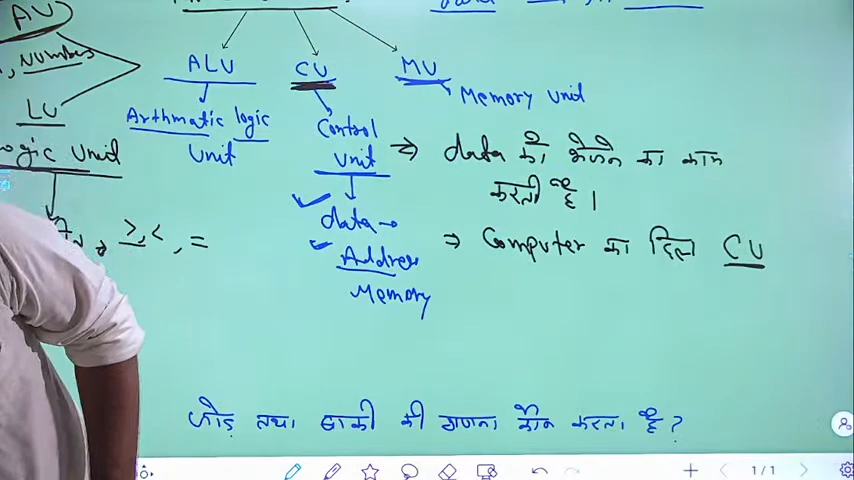 AU
Numbers
ALU
CU
MU
LU
Arthmatic logic
Unit
Control
Unit
Memory Unit
Logic Unit
data को भेजने का काम
करती है।
>, <, =
data→
Address
Memory
⇒ Computer का दिल CU
जोड़ तथा बाकी की गणना कौन करता है?
1/1